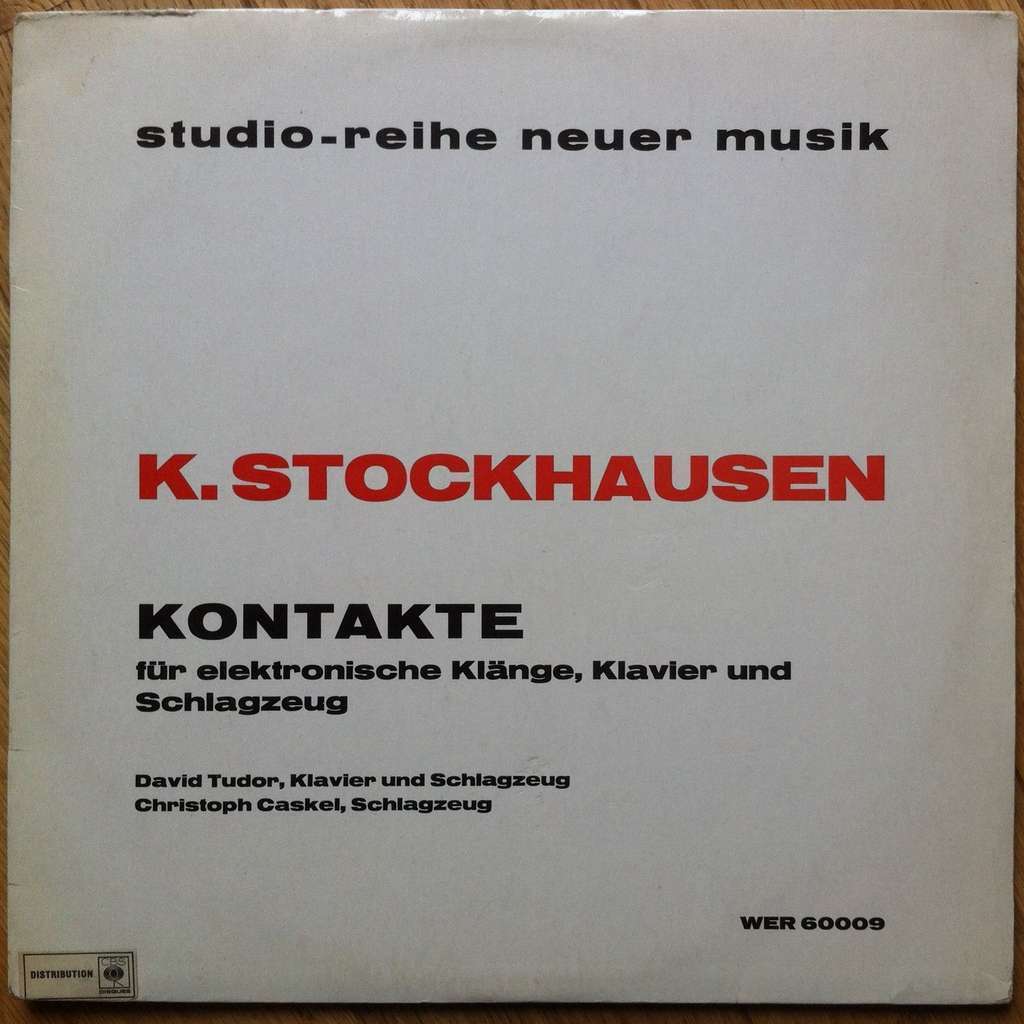 studio-reihe neuer musik
K. STOCKHAUSEN
KONTAKTE
für elektronische Klänge, Klavier und
Schlagzeug
David Tudor, Klavier und Schlagzeug
Christoph Caskel, Schlagzeug
WER 60009
DISTRIBUTION
CBS
DISQUES